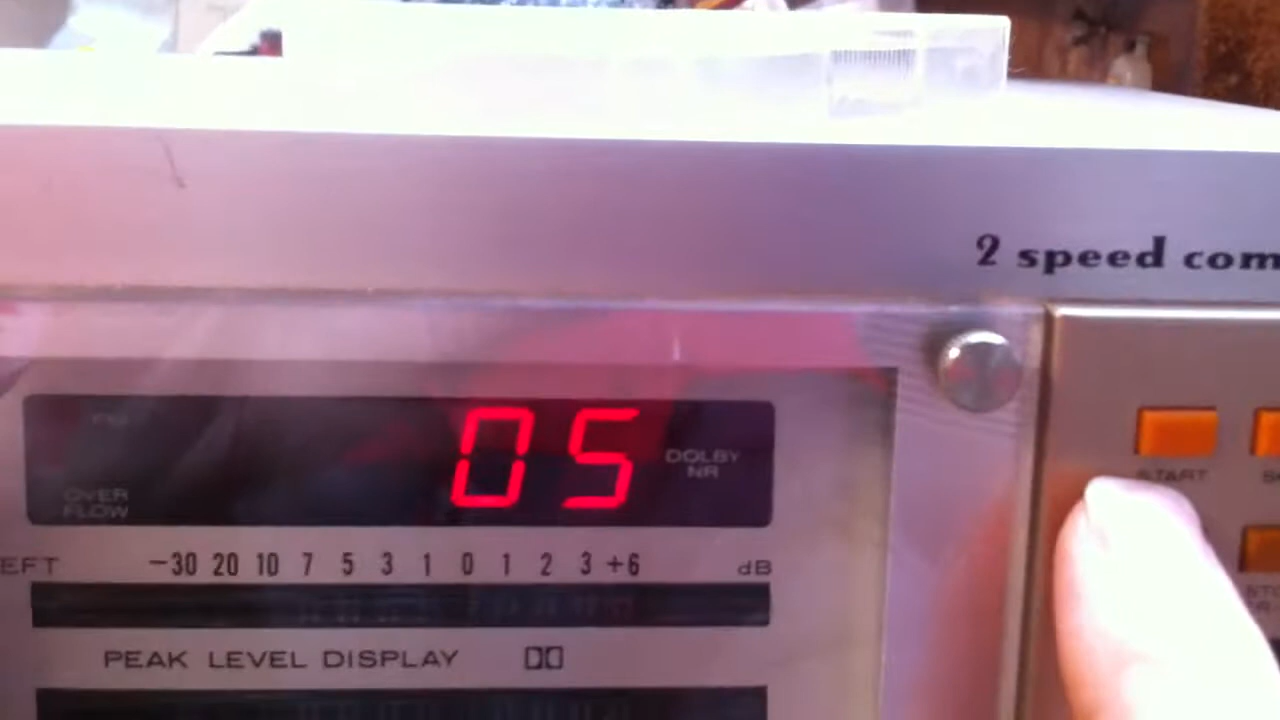 2 speed com
05
DOLBY
NR
START
OVER
FLOW
EFT -30 20 10 7 5 3 1 0 1 2 3 +6 dB
PEAK LEVEL DISPLAY